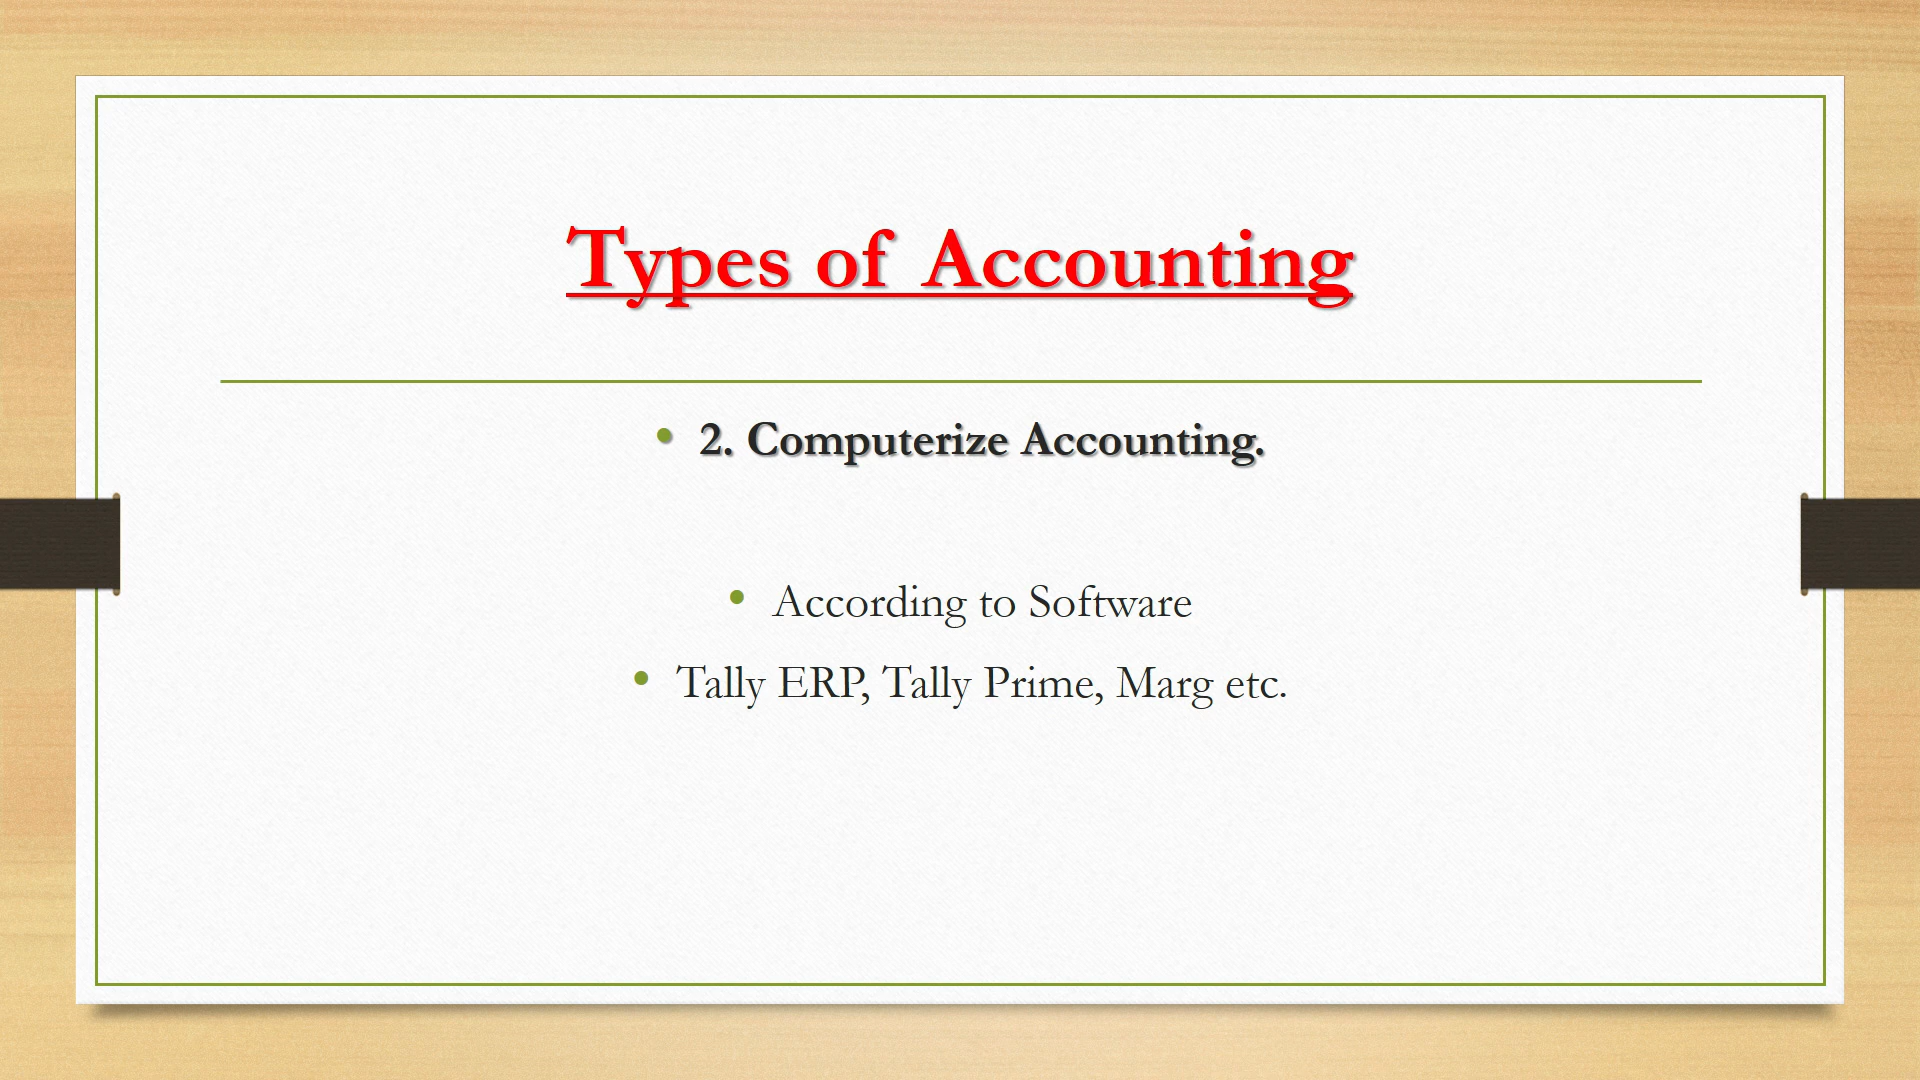 Types of Accounting
• 2. Computerize Accounting.
• According to Software
• Tally ERP, Tally Prime, Marg etc.